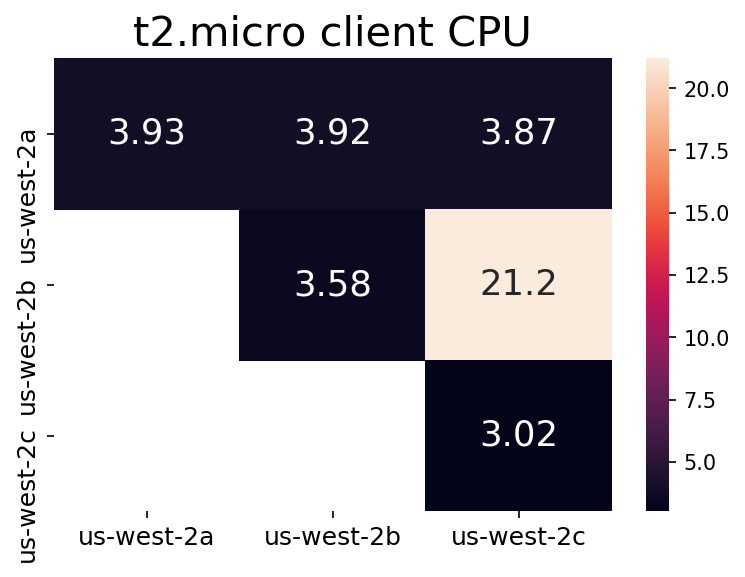 t2.micro client CPU
us-west-2a
3.93
3.92
3.87
us-west-2b
3.58
21.2
us-west-2c
3.02
us-west-2a
us-west-2b
us-west-2c
20.0
17.5
15.0
12.5
10.0
7.5
5.0